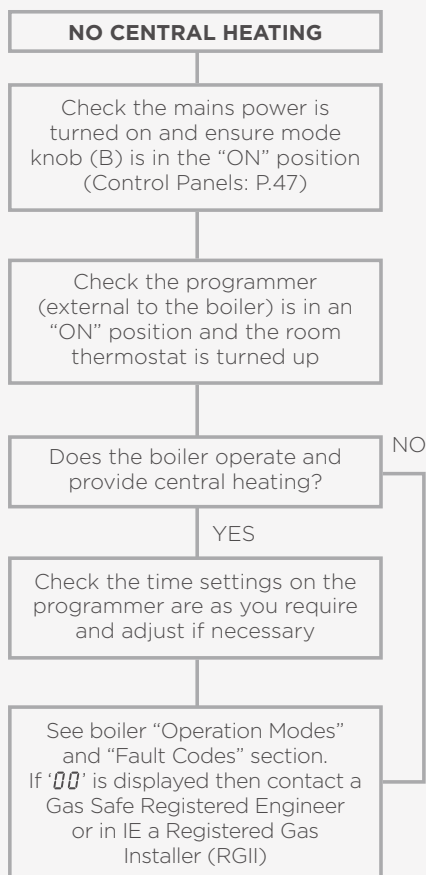 NO CENTRAL HEATING
Check the mains power is
turned on and ensure mode
knob (B) is in the “ON” position
(Control Panels: P.47)
Check the programmer
(external to the boiler) is in an
“ON” position and the room
thermostat is turned up
Does the boiler operate and
provide central heating?
NO
YES
Check the time settings on the
programmer are as you require
and adjust if necessary
See boiler “Operation Modes”
and “Fault Codes” section.
If ‘00’ is displayed then contact a
Gas Safe Registered Engineer
or in IE a Registered Gas
Installer (RGII)